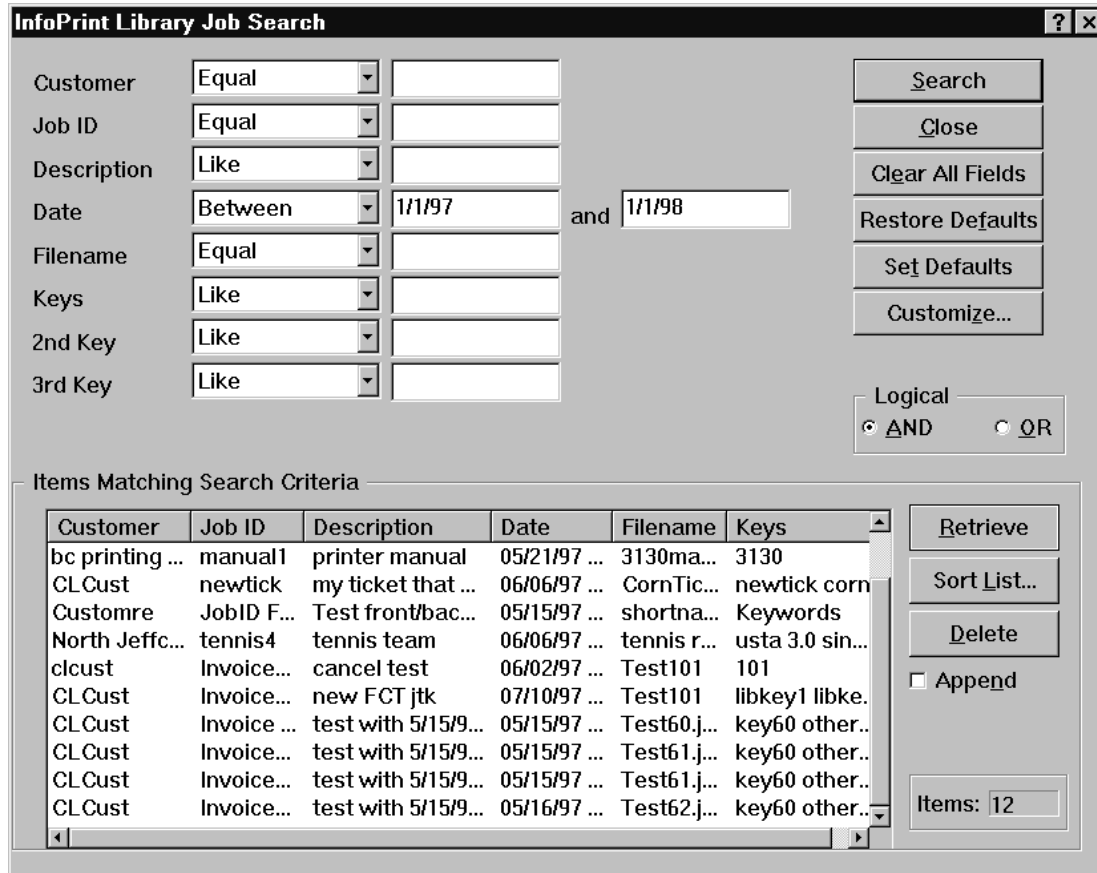 InfoPrint Library Job Search ? ×
Customer Equal
Search
Job ID Equal
Close
Description Like
Clear All Fields
Date Between 1/1/97 and 1/1/98
Restore Defaults
Filename Equal
Set Defaults
Keys Like
Customize...
2nd Key Like
3rd Key Like
Logical
AND OR
Items Matching Search Criteria
Customer Job ID Description Date Filename Keys
bc printing ... manual1 printer manual 05/21/97 ... 3130ma... 3130
CLCust newtick my ticket that ... 06/06/97 ... CornTic... newtick corn
Customre JobID F... Test front/bac... 05/15/97 ... shortna... Keywords
North Jeffc... tennis4 tennis team 06/06/97 ... tennis r... usta 3.0 sin...
clcust Invoice... cancel test 06/02/97 ... Test101 101
CLCust Invoice... new FCT jtk 07/10/97 ... Test101 libkey1 libke.
CLCust Invoice ... test with 5/15/9... 05/15/97 ... Test60.j... key60 other..
CLCust Invoice... test with 5/15/9... 05/15/97 ... Test61.j... key60 other..
CLCust Invoice... test with 5/15/9... 05/15/97 ... Test61.j... key60 other..
CLCust Invoice... test with 5/15/9... 05/16/97 ... Test62.j... key60 other..
Retrieve
Sort List...
Delete
Append
Items: 12